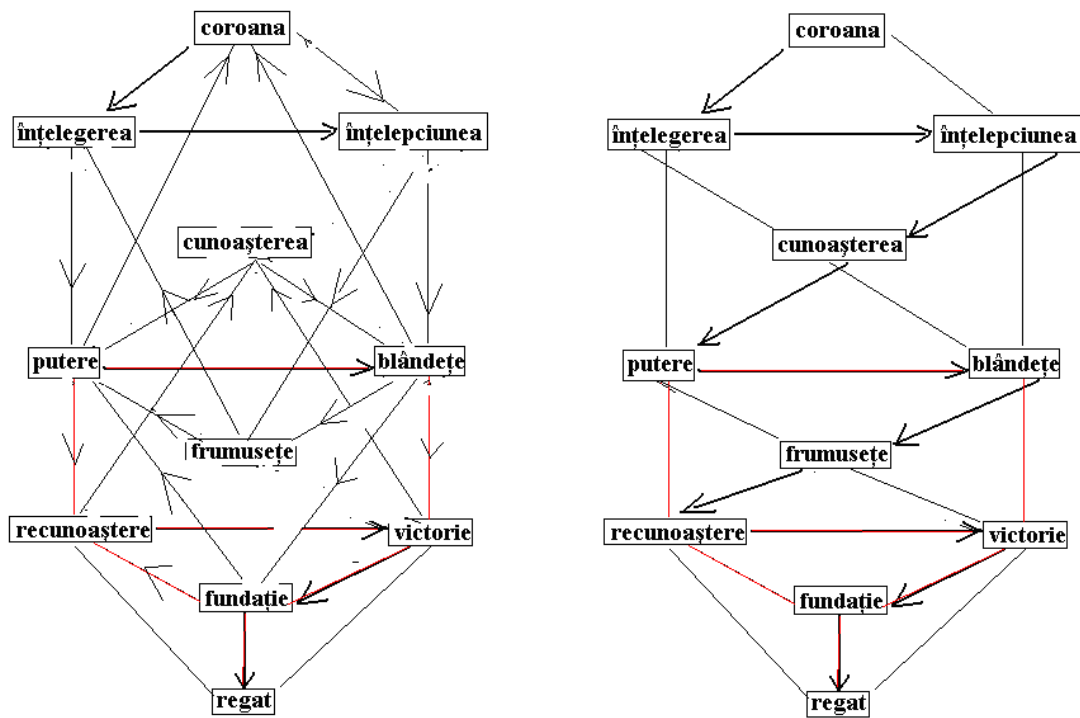 coroana
înțelegerea
înțelepciunea
cunoașterea
putere
blândețe
frumusețe
recunoaștere
victorie
fundație
regat
coroana
înțelegerea
înțelepciunea
cunoașterea
putere
blândețe
frumusețe
recunoaștere
victorie
fundație
regat